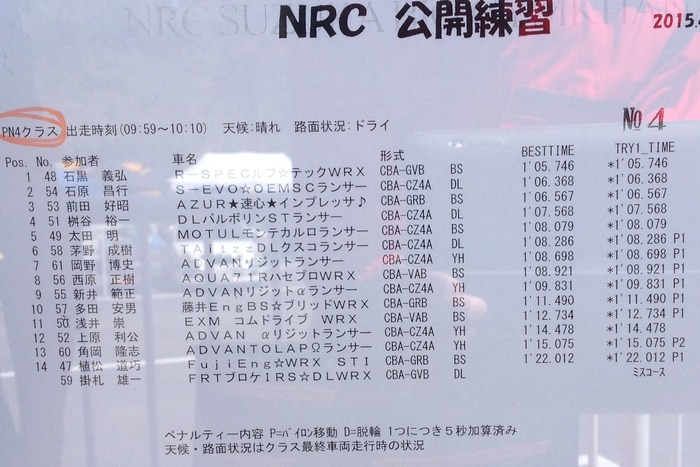 NRC 公開練習
2015.
PN4クラス 出走時刻(09:59～10:10) 天候:晴れ 路面状況:ドライ
No 4
Pos. No. 参加者 車名 形式 BESTTIME TRY1_TIME
1 48 石黒 義弘 R-SPECルブ☆テックWRX CBA-GVB BS 1'05.746 *1'05.746
2 54 石原 昌行 S-EVO☆OEMSCランサー CBA-CZ4A DL 1'06.368 *1'06.368
3 53 前田 好昭 AZUR★速心★インプレッサ♪ CBA-GRB BS 1'06.567 *1'06.567
4 51 桝谷 裕一 DLバルボリンSTランサー CBA-CZ4A DL 1'07.568 *1'07.568
5 49 太田 明 MOTULモンテカルロランサー CBA-CZ4A BS 1'08.079 *1'08.079
6 58 茅野 成樹 TAitzzDLクスコランサー CBA-CZ4A DL 1'08.286 *1'08.286 P1
7 61 岡野 博史 ADVANリジットランサー CBA-CZ4A YH 1'08.698 *1'08.698 P1
8 56 西原 正樹 AQUA71RハセプロWRX CBA-VAB BS 1'08.921 *1'08.921 P1
9 55 新井 範正 ADVANリジットαランサー CBA-CZ4A YH 1'09.831 *1'09.831 P1
10 57 多田 安男 藤井EngBS☆ブリッドWRX CBA-GRB BS 1'11.490 *1'11.490 P1
11 50 浅井 崇 EXM コムドライブ WRX CBA-VAB BS 1'12.734 *1'12.734 P1
12 52 上原 利公 ADVAN αリジットランサー CBA-CZ4A YH 1'14.478 *1'14.478
13 60 角岡 隆志 ADVANTOLAPΩランサー CBA-CZ4A YH 1'15.075 *1'15.075 P2
14 47 植松 道巧 FujiEng☆WRX STI CBA-GVB BS 1'22.012 *1'22.012 P1
59 掛札 雄一 FRTブロケIRS☆DLWRX CBA-GVB DL ミスコース
ペナルティー内容 P=パイロン移動 D=脱輪 1つにつき5秒加算済み
天候・路面状況はクラス最終車両走行時の状況